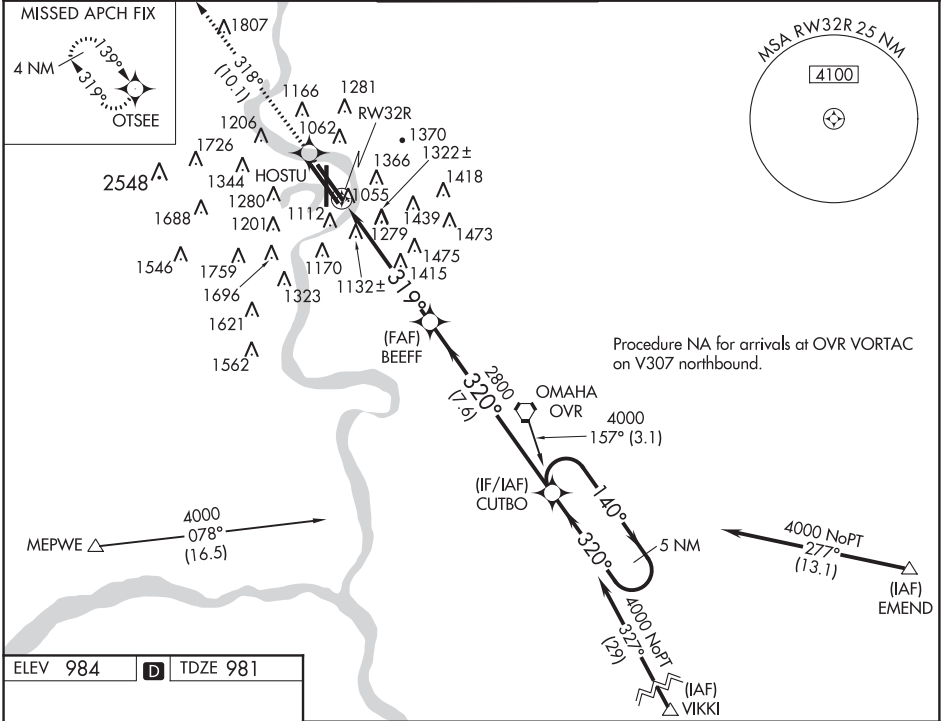 MISSED APCH FIX
4 NM
139°
319°
OTSEE
1807
318°
(10.1)
1166
1281
RW32R
1206
1062
1370
1726
1366
1322±
2548
1344
HOSTU
1418
1280
1055
1688
1112
1439
1201
1279
1473
1546
1759
1170
1475
1696
1323
1132±
1415
1621
319°
1562
(FAF)
BEEFF
MSA RW32R 25 NM
4100
Procedure NA for arrivals at OVR VORTAC
on V307 northbound.
2800
320°
(7.6)
OMAHA
OVR
4000
157° (3.1)
(IF/IAF)
CUTBO
140°
320°
5 NM
MEPWE
4000
078°
(16.5)
4000 NoPT
277°
(13.1)
(IAF)
EMEND
4000 NoPT
327°
(29)
(IAF)
VIKKI
ELEV 984
D
TDZE 981